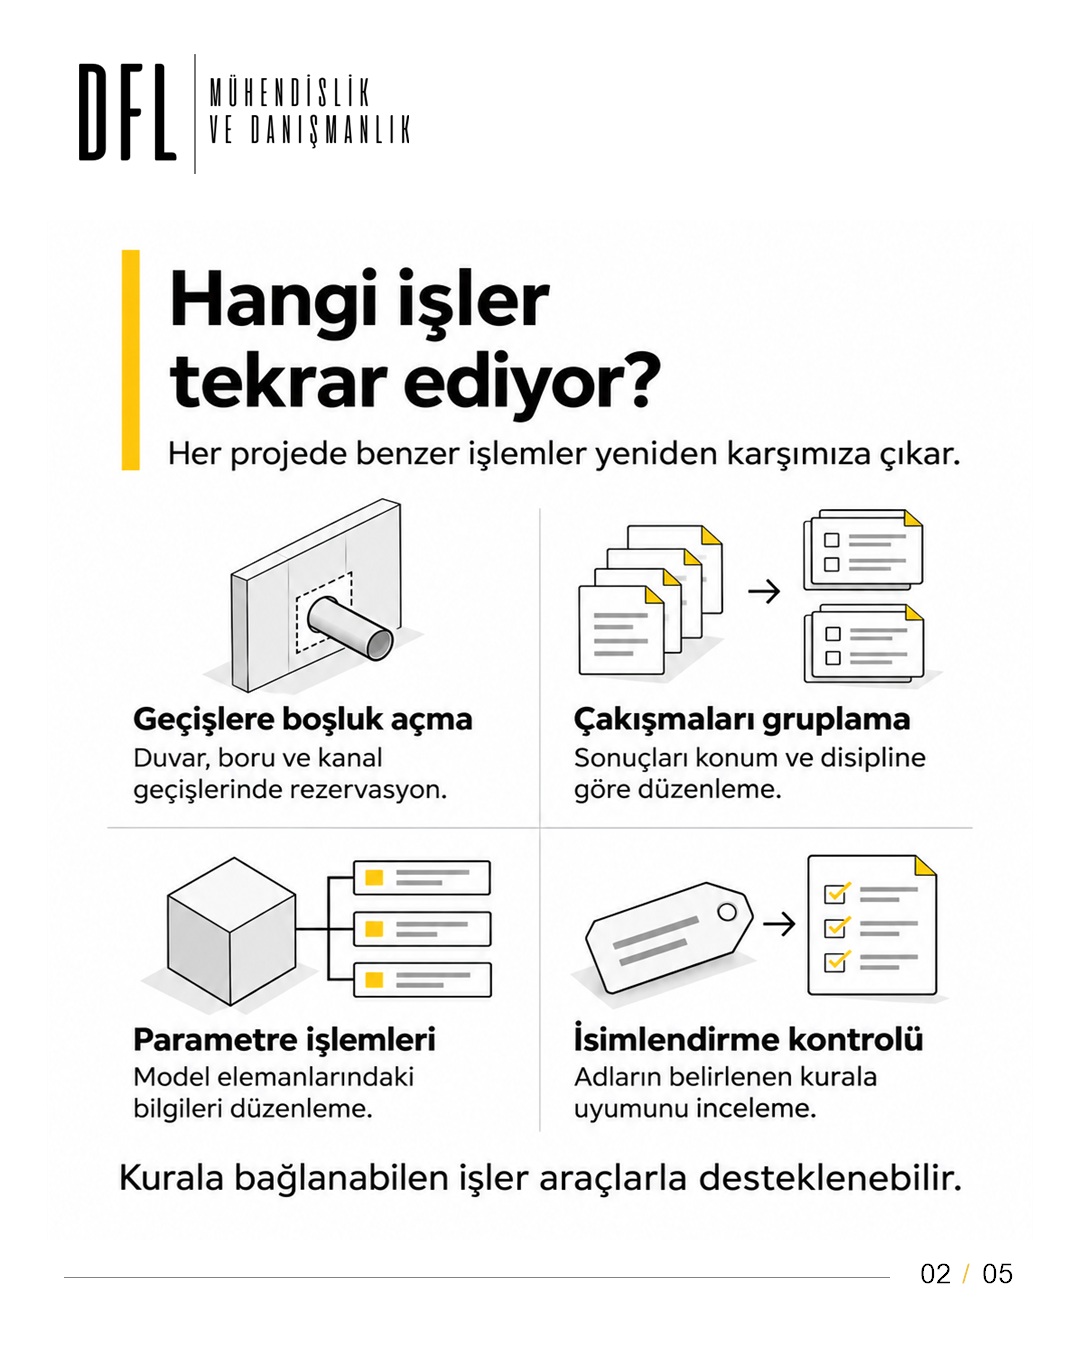 DFL
MÜHENDİSLİK
VE DANIŞMANLIK
Hangi işler
tekrar ediyor?
Her projede benzer işlemler yeniden karşımıza çıkar.
Geçişlere boşluk açma
Duvar, boru ve kanal
geçişlerinde rezervasyon.
Çakışmaları gruplama
Sonuçları konum ve disipline
göre düzenleme.
Parametre işlemleri
Model elemanlarındaki
bilgileri düzenleme.
İsimlendirme kontrolü
Adların belirlenen kurala
uyumunu inceleme.
Kurala bağlanabilen işler araçlarla desteklenebilir.
02 / 05